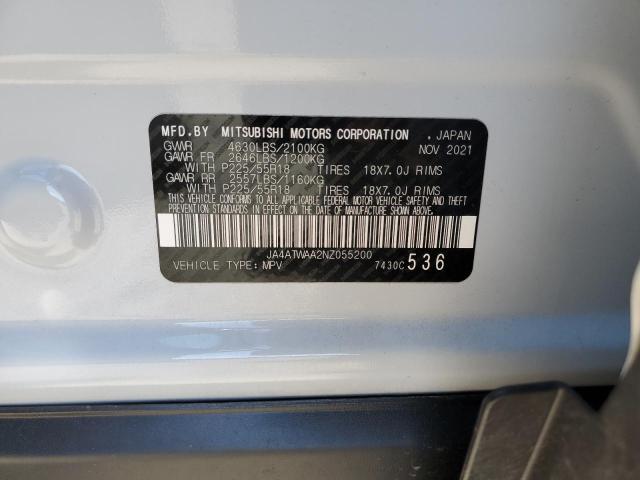 MFD.BY MITSUBISHI MOTORS CORPORATION . JAPAN
GVWR 4630LBS/2100KG NOV 2021
GAWR FR 2646LBS/1200KG
WITH P225/55R18 TIRES 18X7.0J RIMS
GAWR RR 2557LBS/1160KG
WITH P225/55R18 TIRES 18X7.0J RIMS
THIS VEHICLE CONFORMS TO ALL APPLICABLE FEDERAL MOTOR VEHICLE SAFETY AND THEFT
PREVENTION STANDARDS IN EFFECT ON THE DATE OF MANUFACTURE SHOWN ABOVE.
JA4ATWAA2NZ055200
VEHICLE TYPE: MPV 7430C 536